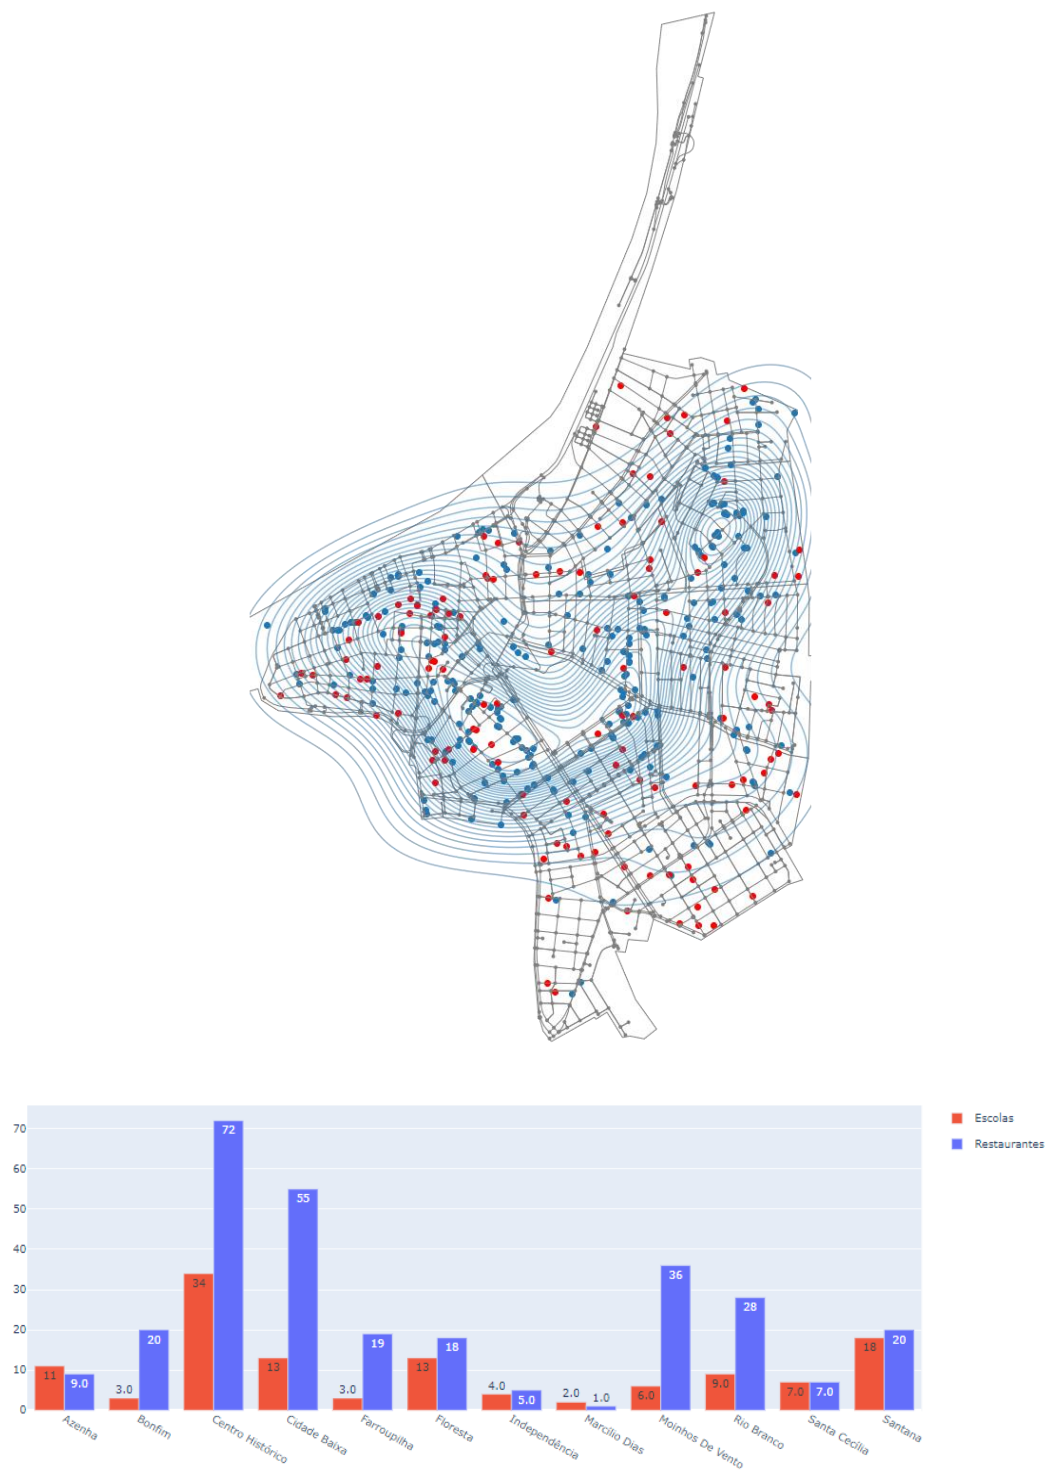 Escolas
Restaurantes
70
60
50
40
30
20
10
0
11
9.0
3.0
20
34
72
13
55
3.0
19
13
18
4.0
5.0
2.0
1.0
6.0
36
9.0
28
7.0
7.0
18
20
Azenha
Bonfim
Centro Histórico
Cidade Baixa
Farroupilha
Floresta
Independência
Marcílio Dias
Moinhos De Vento
Rio Branco
Santa Cecília
Santana